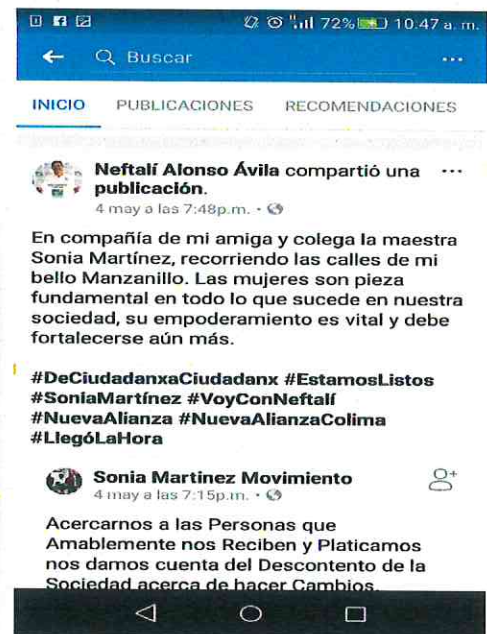 72% 10:47 a. m.
Buscar
INICIO PUBLICACIONES RECOMENDACIONES
Neftalí Alonso Ávila compartió una
publicación.
4 may a las 7:48p.m. •
En compañía de mi amiga y colega la maestra
Sonia Martínez, recorriendo las calles de mi
bello Manzanillo. Las mujeres son pieza
fundamental en todo lo que sucede en nuestra
sociedad, su empoderamiento es vital y debe
fortalecerse aún más.
#DeCiudadanxaCiudadanx #EstamosListos
#SoniaMartínez #VoyConNeftalí
#NuevaAlianza #NuevaAlianzaColima
#LlegóLaHora
Sonia Martinez Movimiento
4 may a las 7:15p.m. •
Acercarnos a las Personas que
Amablemente nos Reciben y Platicamos
nos damos cuenta del Descontento de la
Sociedad acerca de hacer Cambios